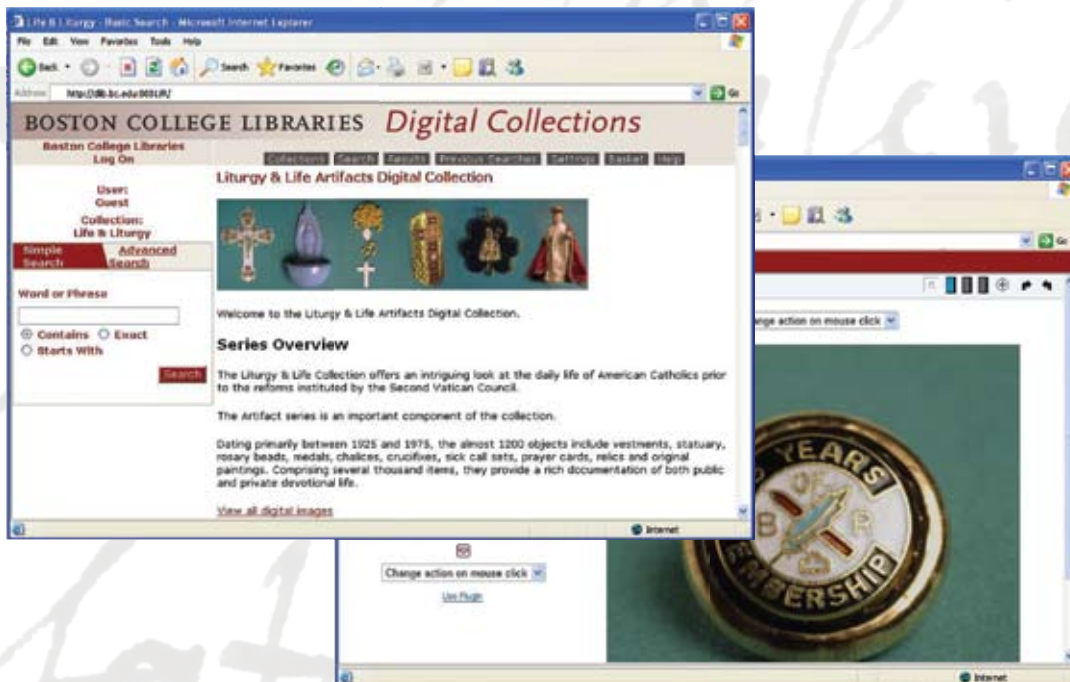 Life & Liturgy - Basic Search - Microsoft Internet Explorer
File Edit View Favorites Tools Help
Back Search Favorites
Address http://dlib.bc.edu:8881/R/ Go
BOSTON COLLEGE LIBRARIES Digital Collections
Boston College Libraries
Log On
Collections Search Results Previous Searches Settings Basket Help
User:
Guest
Collection:
Life & Liturgy
Simple Search
Advanced Search
Word or Phrase
Contains Exact
Starts With
Search
Liturgy & Life Artifacts Digital Collection
Welcome to the Liturgy & Life Artifacts Digital Collection.
Series Overview
The Liturgy & Life Collection offers an intriguing look at the daily life of American Catholics prior
to the reforms instituted by the Second Vatican Council.
The Artifact series is an important component of the collection.
Dating primarily between 1925 and 1975, the almost 1200 objects include vestments, statuary,
rosary beads, medals, chalices, crucifixes, sick call sets, prayer cards, relics and original
paintings. Comprising several thousand items, they provide a rich documentation of both public
and private devotional life.
View all digital images
Internet
Go
ange action on mouse click
YEARS
OF
B R
EMBERSHIP
Change action on mouse click
Use Plugin
Internet